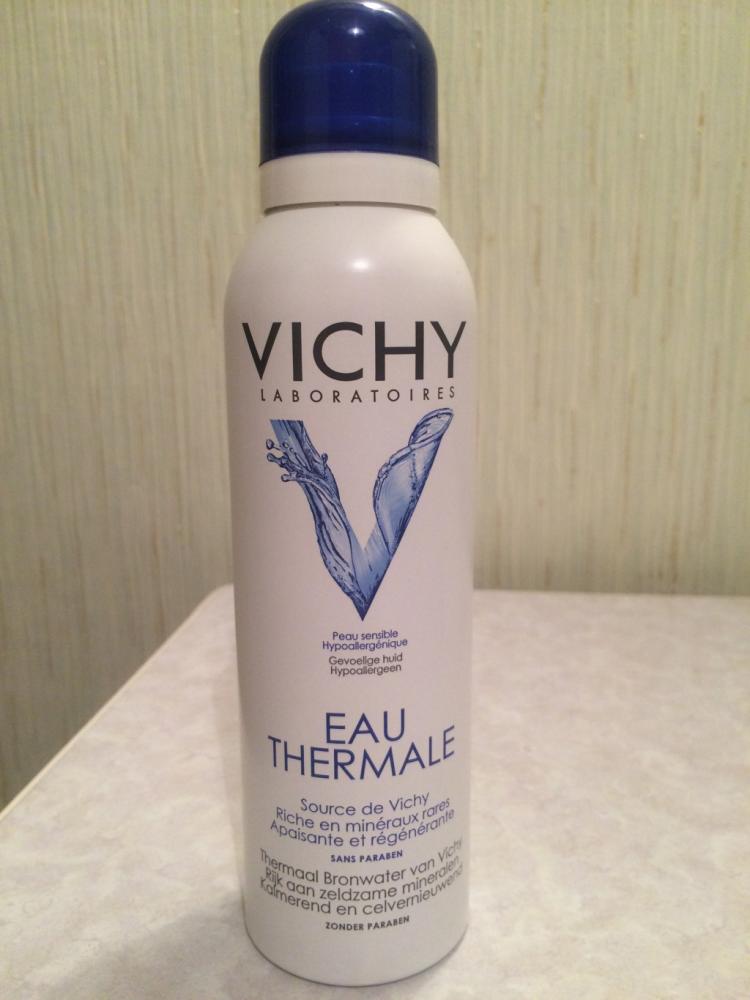 VICHY
LABORATOIRES
Peau sensible
Hypoallergénique
Gevoelige huid
Hypoallergeen
EAU
THERMALE
Source de Vichy
Riche en minéraux rares
Apaisante et régénérante
SANS PARABEN
Thermaal Bronwater van Vichy
Rijk aan zeldzame mineralen
Kalmerend en celvernieuwend
ZONDER PARABEN